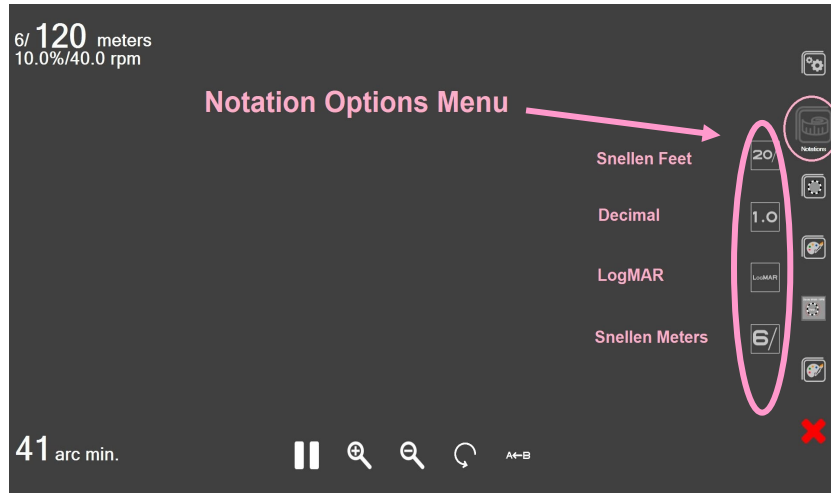 6/ 120 meters
10.0%/40.0 rpm
Notation Options Menu
Notations
Snellen Feet 20/
Decimal 1.0
LogMAR LogMAR
Snellen Meters 6/
41 arc min.
A←B